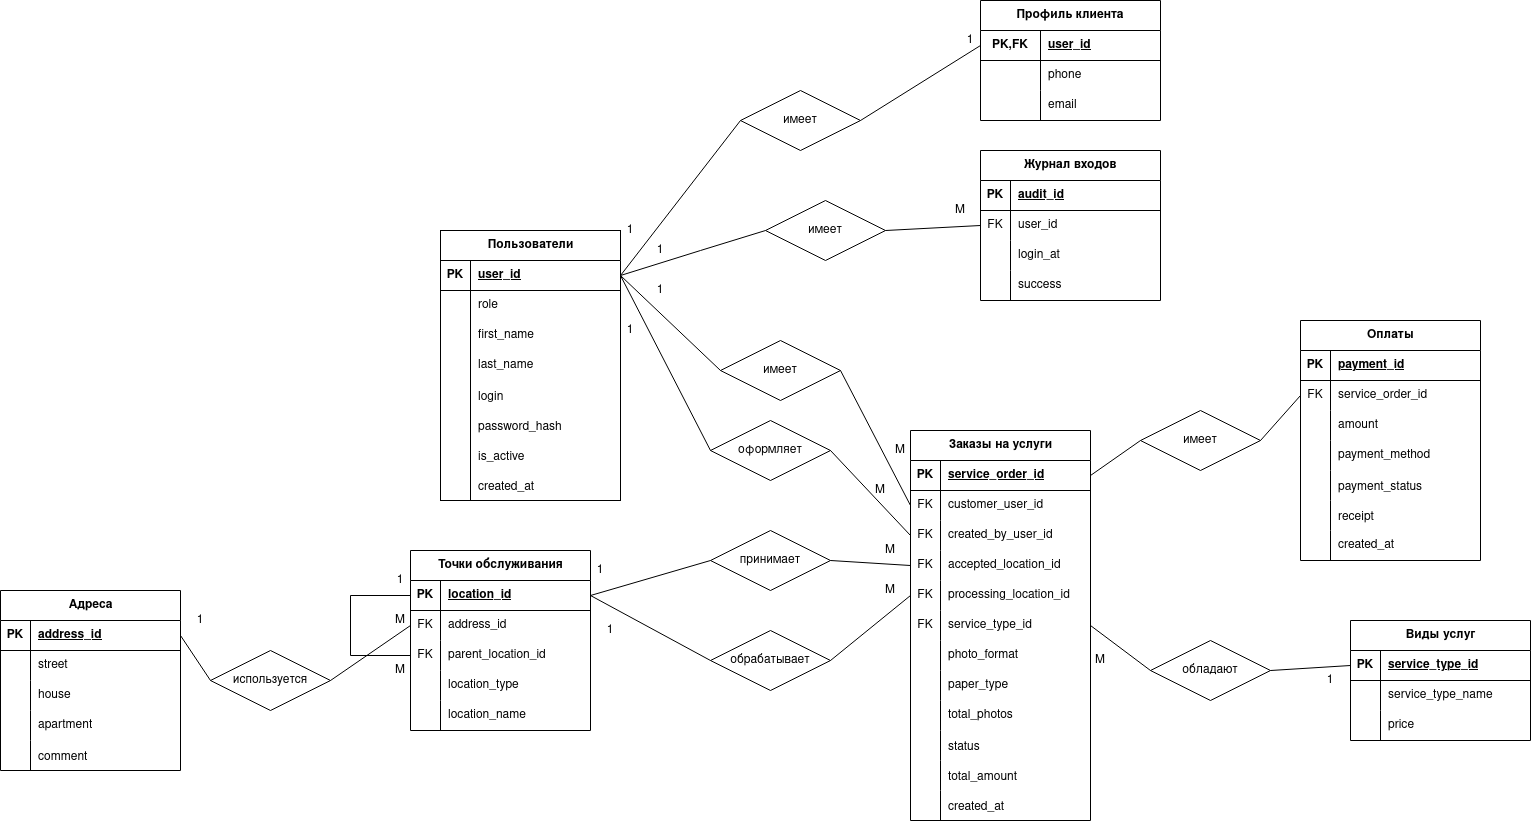 Профиль клиента
1
PK,FK user_id
phone
email
имеет
Журнал входов
PK audit_id
M
FK user_id
login_at
success
имеет
1
1
1
1
Пользователи
PK user_id
role
first_name
last_name
login
password_hash
is_active
created_at
имеет
оформляет
M
M
Оплаты
PK payment_id
FK service_order_id
amount
payment_method
payment_status
receipt
created_at
имеет
Заказы на услуги
PK service_order_id
FK customer_user_id
FK created_by_user_id
FK accepted_location_id
FK processing_location_id
FK service_type_id
photo_format
paper_type
total_photos
status
total_amount
created_at
принимает
M
обрабатывает
M
1
1
Точки обслуживания
1
PK location_id
M
FK address_id
FK parent_location_id
M
location_type
location_name
Адреса
PK address_id
street
house
apartment
comment
1
используется
Виды услуг
PK service_type_id
service_type_name
price
M
обладают
1